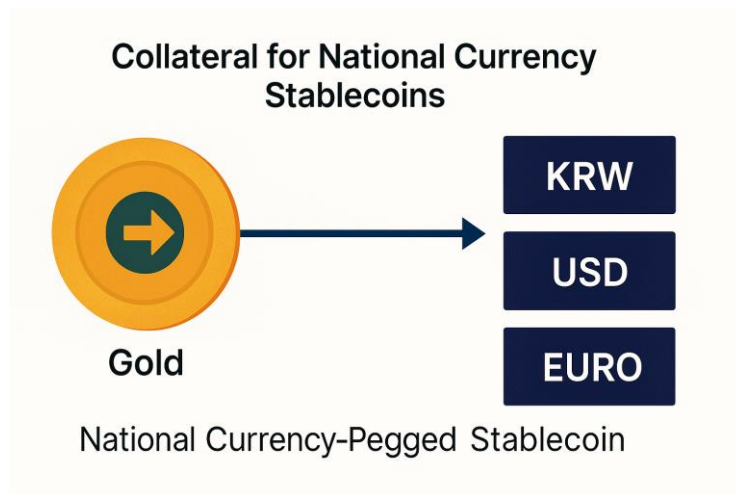 Collateral for National Currency
Stablecoins
KRW
USD
EURO
Gold
National Currency-Pegged Stablecoin